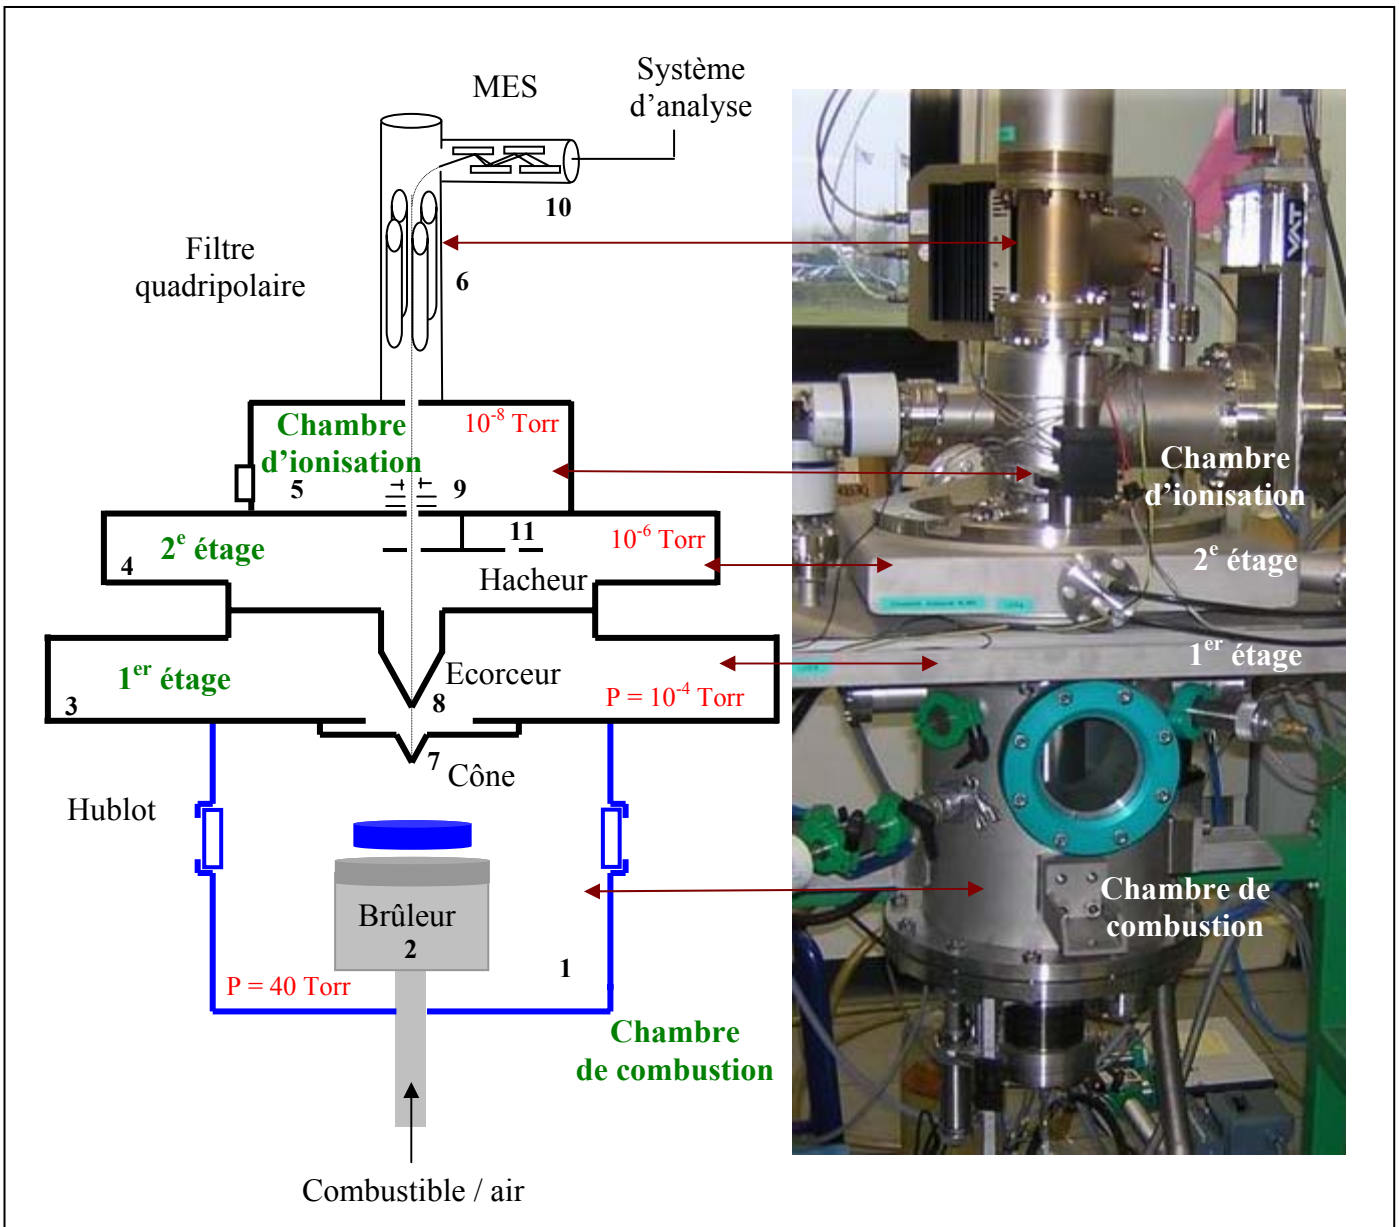 MES
Système
d'analyse
10
Filtre
quadripolaire
6
Chambre
d'ionisation
10⁻⁸ Torr
5
9
2ᵉ étage
4
11
10⁻⁶ Torr
Hacheur
1ᵉʳ étage
3
Ecorceur
8
P = 10⁻⁴ Torr
7
Cône
Hublot
Brûleur
2
1
P = 40 Torr
Chambre
de combustion
Combustible / air
VAT
Chambre
d'ionisation
2ᵉ étage
1ᵉʳ étage
Chambre de
combustion